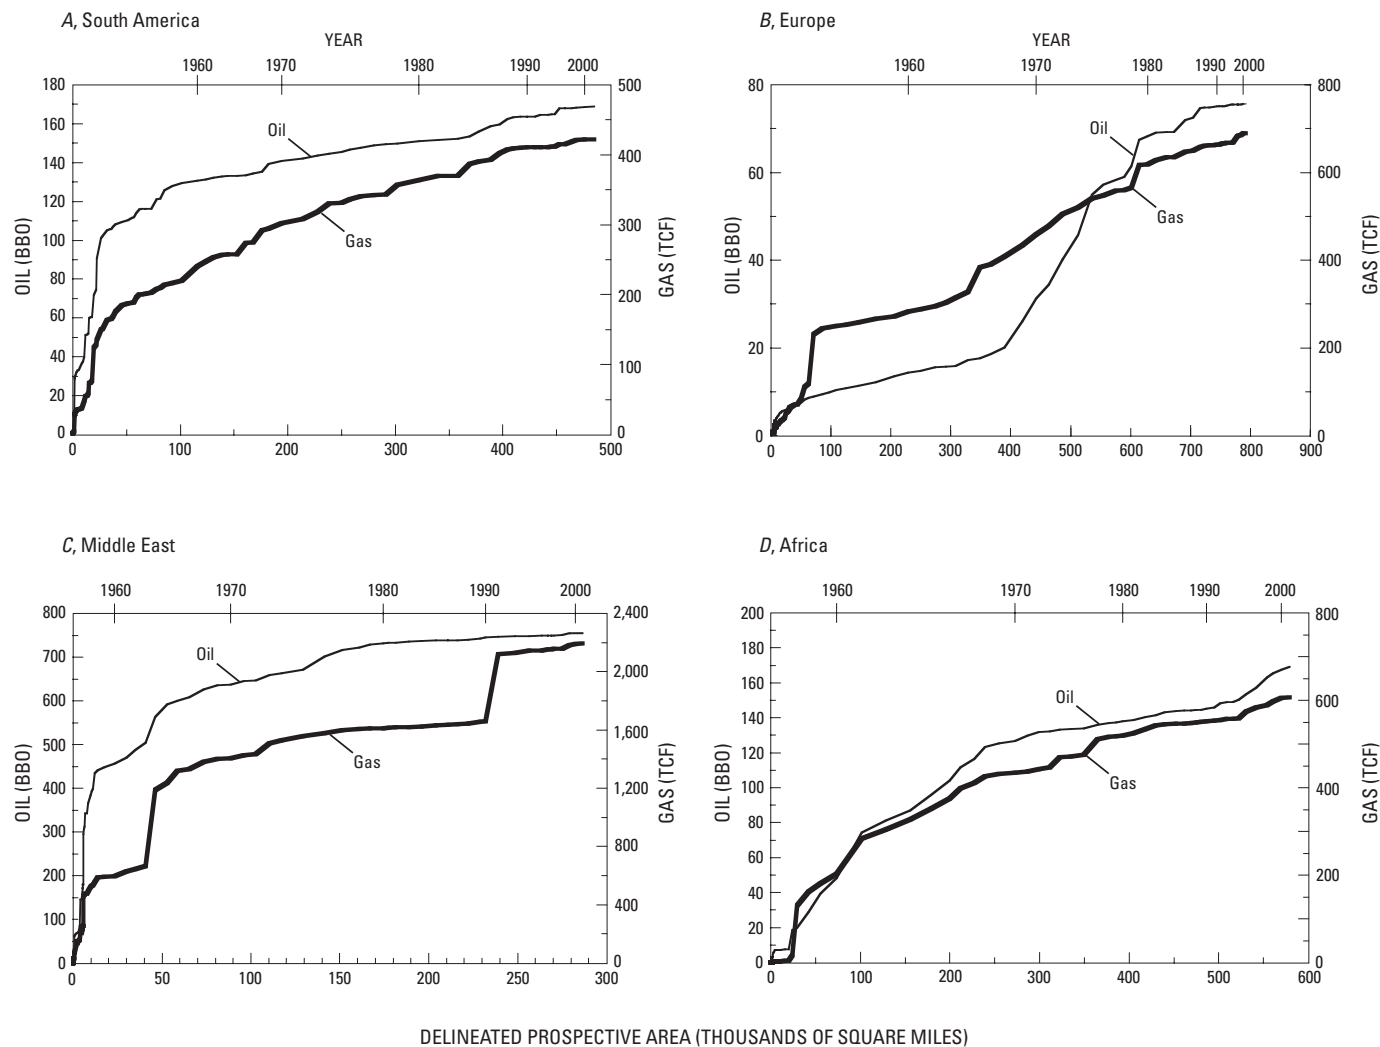 A, South America
YEAR
1960 1970 1980 1990 2000
180 500
160
140 400
120
100 300
80
60 200
40 100
20
0 0
0 100 200 300 400 500
OIL (BBO)
GAS (TCF)
Oil
Gas
B, Europe
YEAR
1960 1970 1980 1990 2000
80 800
60 600
40 400
20 200
0 0
0 100 200 300 400 500 600 700 800 900
OIL (BBO)
GAS (TCF)
Oil
Gas
C, Middle East
1960 1970 1980 1990 2000
800 2,400
700 2,000
600
500 1,600
400 1,200
300
200 800
100 400
0 0
0 50 100 150 200 250 300
OIL (BBO)
GAS (TCF)
Oil
Gas
D, Africa
1960 1970 1980 1990 2000
200 800
180
160
140 600
120
100 400
80
60
40 200
20
0 0
0 100 200 300 400 500 600
OIL (BBO)
GAS (TCF)
Oil
Gas
DELINEATED PROSPECTIVE AREA (THOUSANDS OF SQUARE MILES)